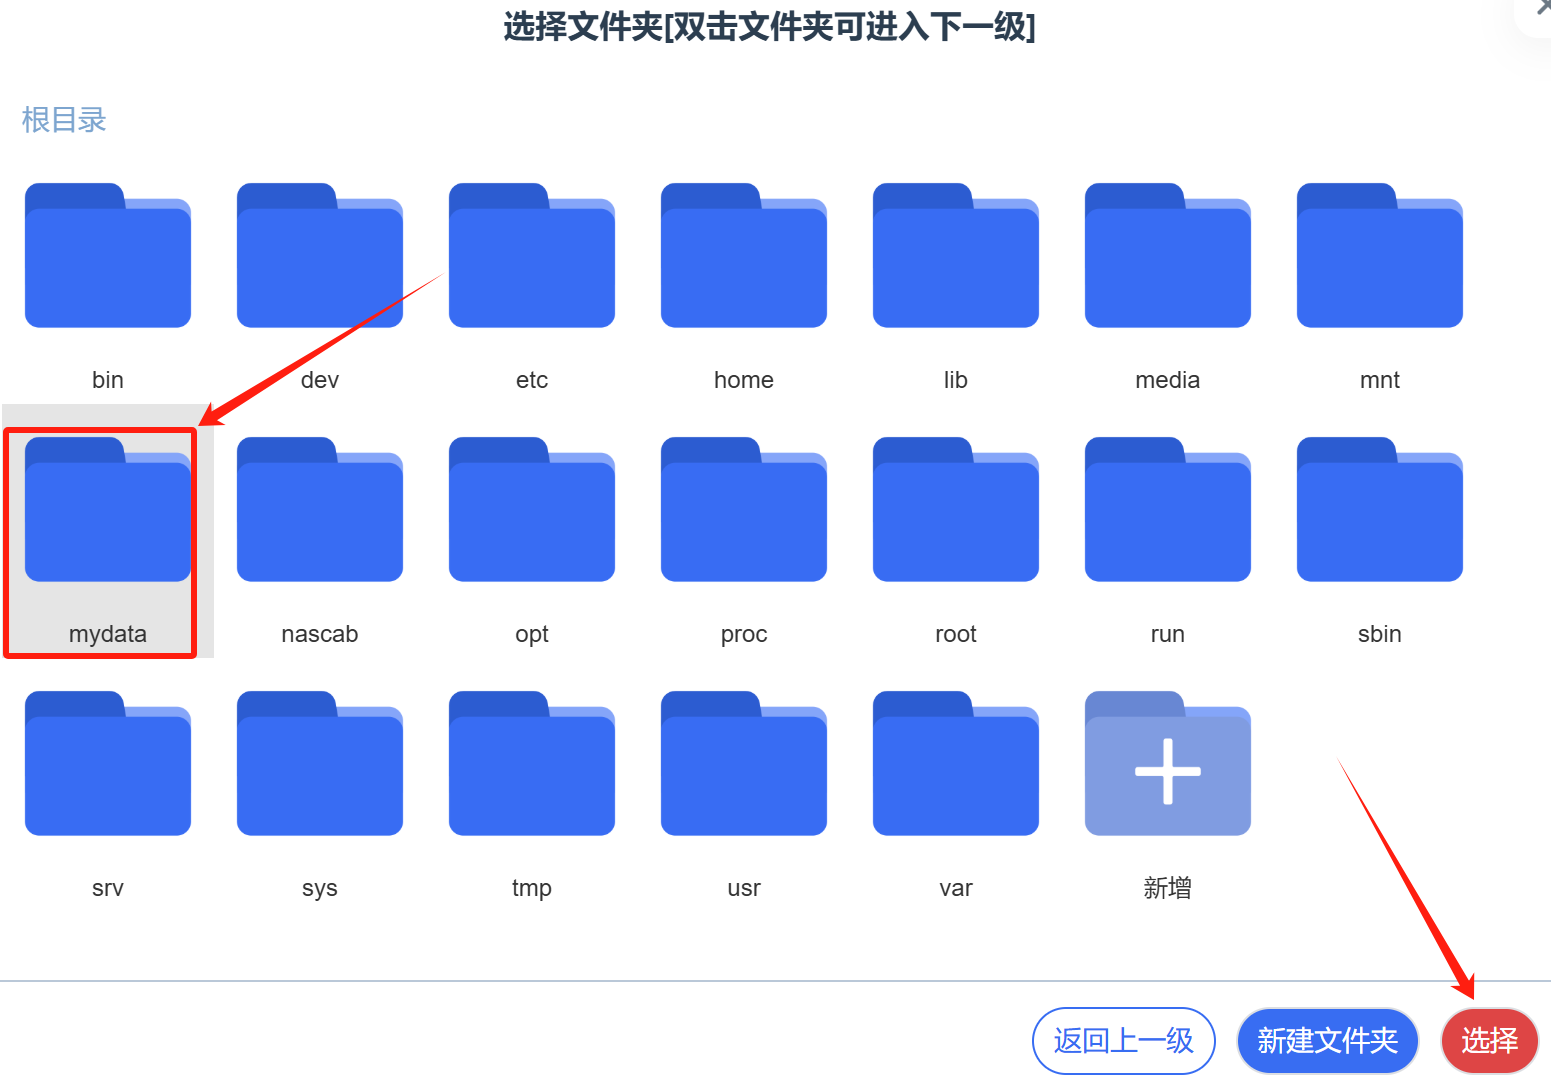 选择文件夹[双击文件夹可进入下一级]
根目录
bin dev etc home lib media mnt
mydata nascab opt proc root run sbin
srv sys tmp usr var 新增
返回上一级 新建文件夹 选择